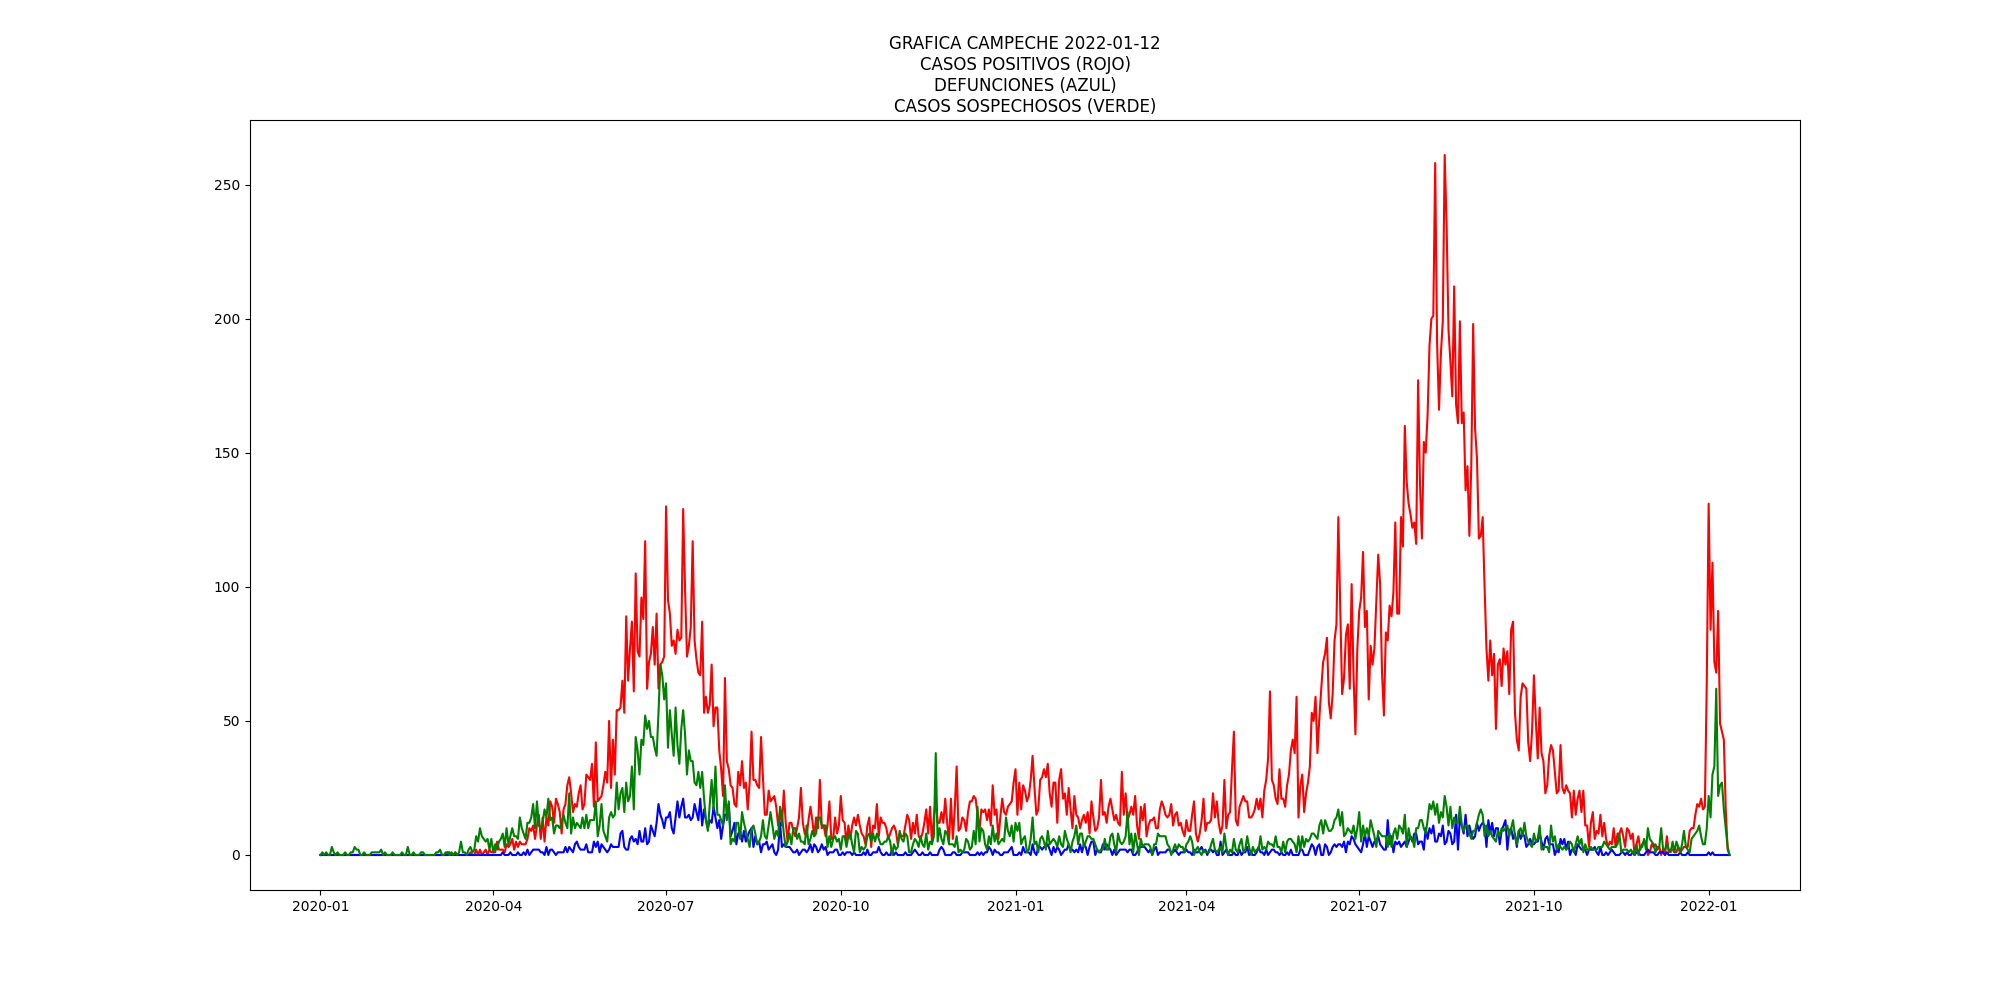 GRAFICA CAMPECHE 2022-01-12
CASOS POSITIVOS (ROJO)
DEFUNCIONES (AZUL)
CASOS SOSPECHOSOS (VERDE)
250
200
150
100
50
0
2020-01 2020-04 2020-07 2020-10 2021-01 2021-04 2021-07 2021-10 2022-01